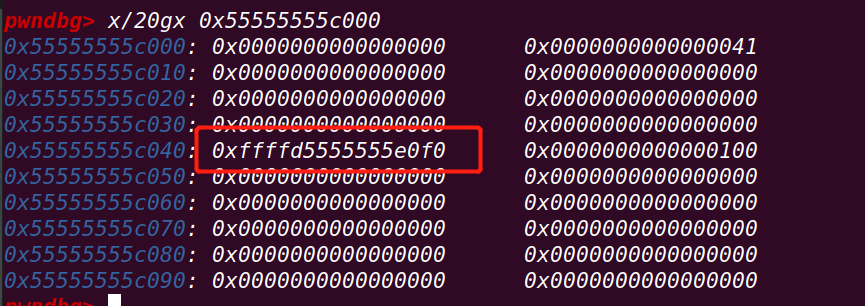 pwndbg> x/20gx 0x55555555c000
0x55555555c000: 0x0000000000000000 0x0000000000000041
0x55555555c010: 0x0000000000000000 0x0000000000000000
0x55555555c020: 0x0000000000000000 0x0000000000000000
0x55555555c030: 0x0000000000000000 0x0000000000000000
0x55555555c040: 0xffffd5555555e0f0 0x0000000000000100
0x55555555c050: 0x0000000000000000 0x0000000000000000
0x55555555c060: 0x0000000000000000 0x0000000000000000
0x55555555c070: 0x0000000000000000 0x0000000000000000
0x55555555c080: 0x0000000000000000 0x0000000000000000
0x55555555c090: 0x0000000000000000 0x0000000000000000
pwndbg>